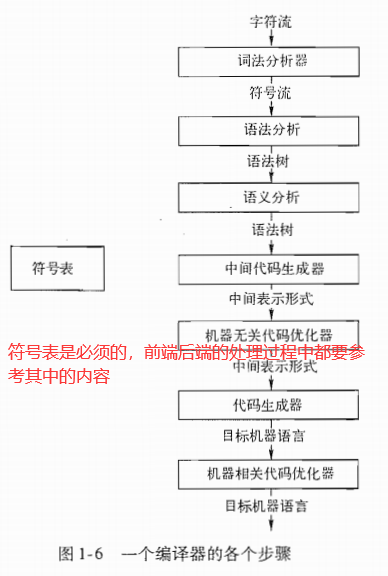 字符流
词法分析器
符号流
语法分析
语法树
语义分析
语法树
符号表
中间代码生成器
中间表示形式
机器无关代码优化器
符号表是必须的，前端后端的处理过程中都要参
考其中的内容
中间表示形式
代码生成器
目标机器语言
机器相关代码优化器
目标机器语言
图 1-6 一个编译器的各个步骤